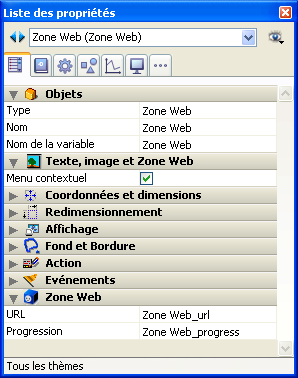 Liste des propriétés
Zone Web (Zone Web)
Objets
Type Zone Web
Nom Zone Web
Nom de la variable Zone Web
Texte, image et Zone Web
Menu contextuel
Coordonnées et dimensions
Redimensionnement
Affichage
Fond et Bordure
Action
Evénements
Zone Web
URL Zone Web_url
Progression Zone Web_progress
Tous les thèmes